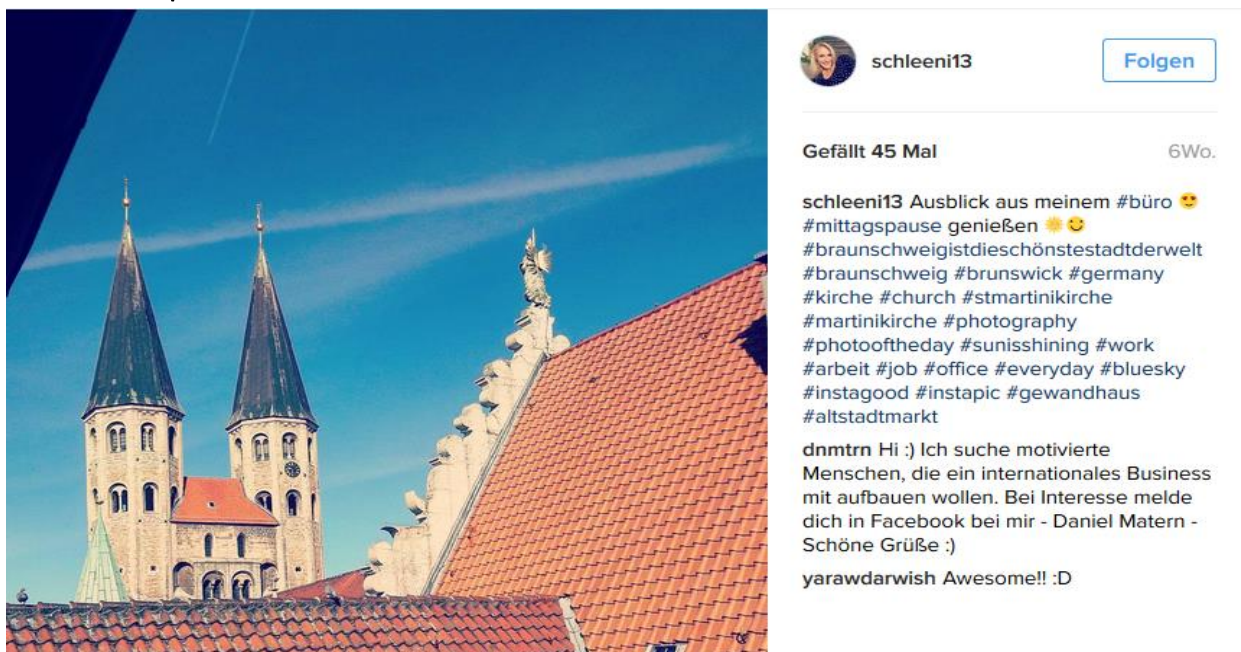 schleeni13
Folgen
Gefällt 45 Mal
6Wo.
schleeni13 Ausblick aus meinem #büro 😍
#mittagspause genießen ☀️😊
#braunschweigistdieschönstestadtderwelt
#braunschweig #brunswick #germany
#kirche #church #stmartinikirche
#martinikirche #photography
#photooftheday #sunisshining #work
#arbeit #job #office #everyday #bluesky
#instagood #instapic #gewandhaus
#altstadtmarkt
dnmtrn Hi :) Ich suche motivierte
Menschen, die ein internationales Business
mit aufbauen wollen. Bei Interesse melde
dich in Facebook bei mir - Daniel Matern -
Schöne Grüße :)
yarawdarwish Awesome!! :D